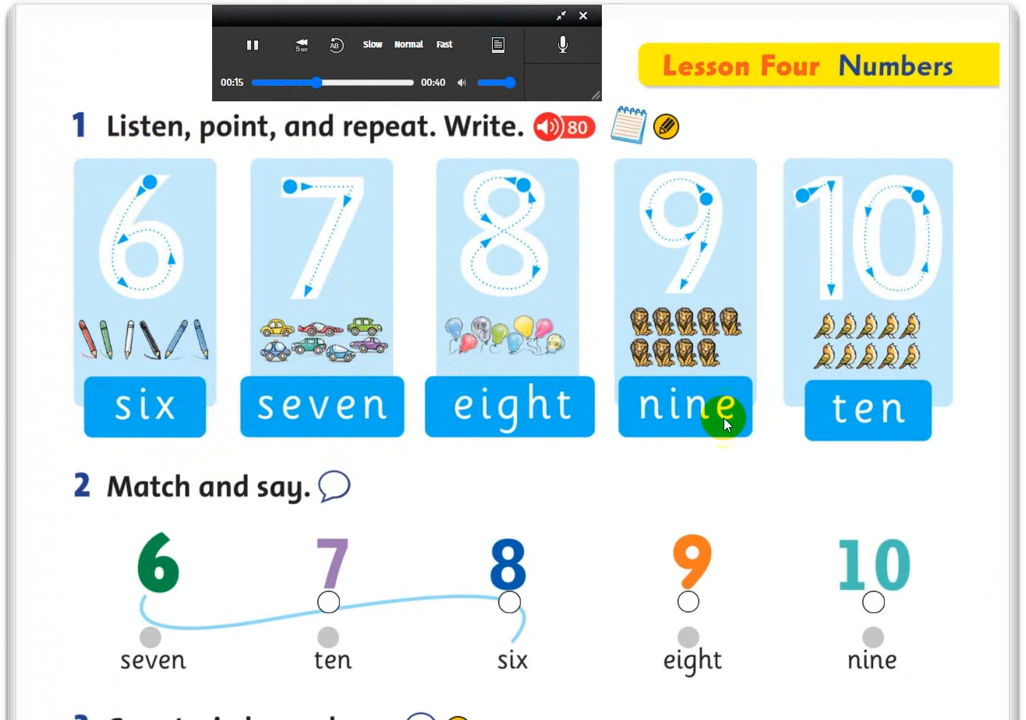 5 sec
AB
Slow Normal Fast
00:15
00:40
Lesson Four Numbers
1 Listen, point, and repeat. Write. 80
6 7 8 9 10
six seven eight nine ten
2 Match and say.
6 7 8 9 10
seven ten six eight nine